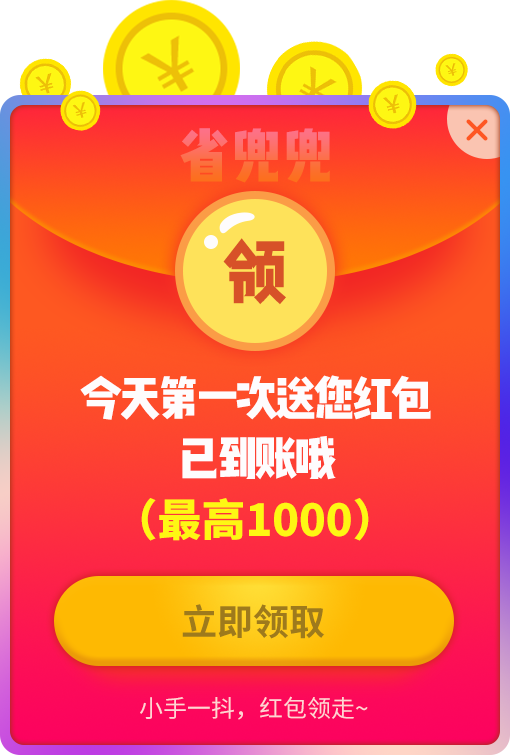 省兜兜
领
今天第一次送您红包
已到账哦
（最高1000）
立即领取
小手一抖，红包领走~